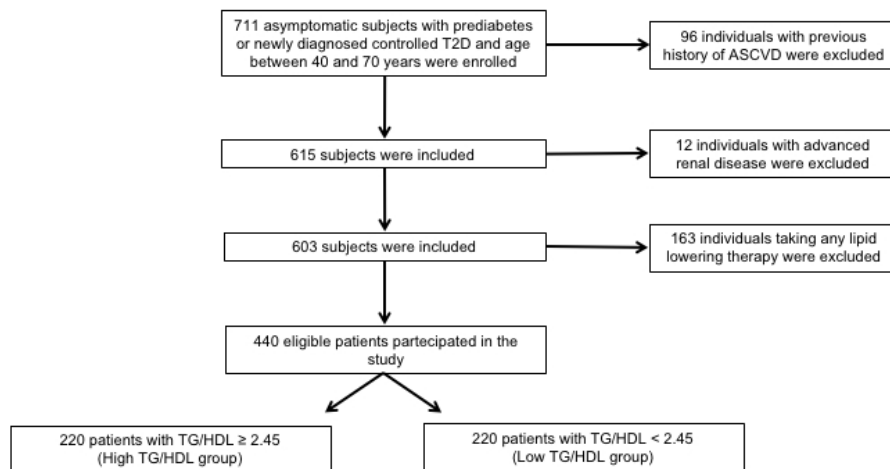 711 asymptomatic subjects with prediabetes
or newly diagnosed controlled T2D and age
between 40 and 70 years were enrolled
96 individuals with previous
history of ASCVD were excluded
615 subjects were included
12 individuals with advanced
renal disease were excluded
603 subjects were included
163 individuals taking any lipid
lowering therapy were excluded
440 eligible patients partecipated in the
study
220 patients with TG/HDL ≥ 2.45
(High TG/HDL group)
220 patients with TG/HDL < 2.45
(Low TG/HDL group)